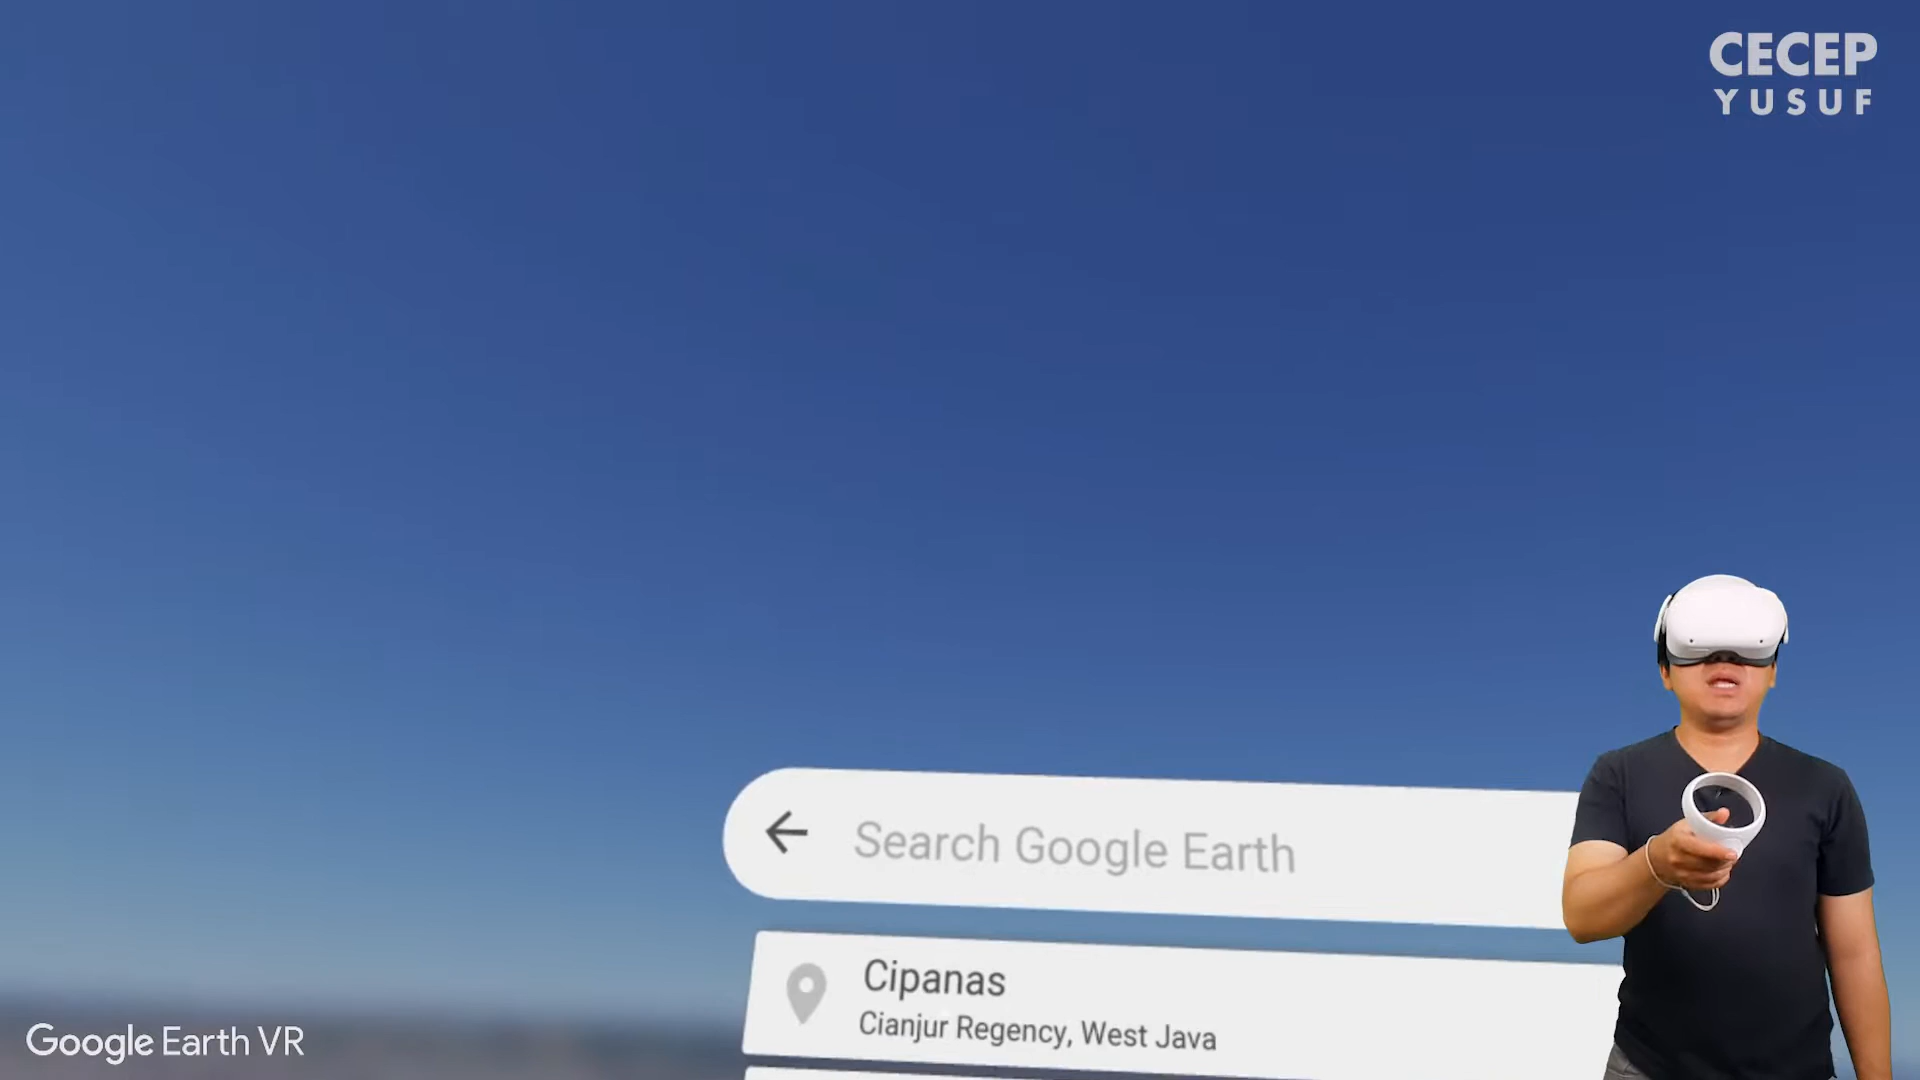 CECEP
YUSUF
Search Google Earth
Cipanas
Cianjur Regency, West Java
Google Earth VR